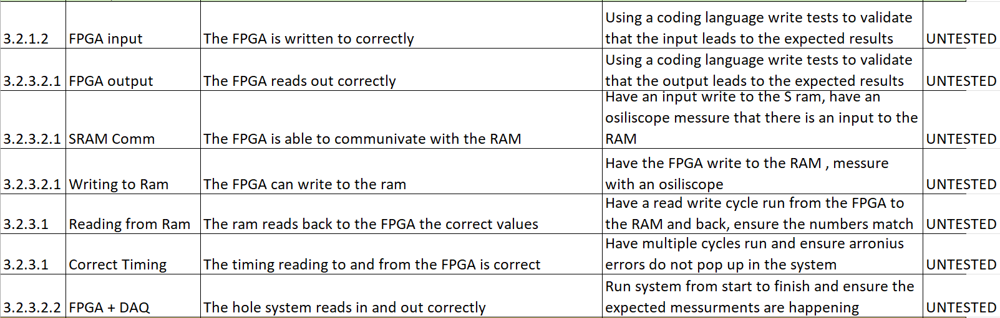 Using a coding language write tests to validate
3.2.1.2 FPGA input The FPGA is written to correctly that the input leads to the expected results UNTESTED
Using a coding language write tests to validate
3.2.3.2.1 FPGA output The FPGA reads out correctly that the output leads to the expected results UNTESTED
Have an input write to the S ram, have an
osiliscope messure that there is an input to the
3.2.3.2.1 SRAM Comm The FPGA is able to communivate with the RAM RAM UNTESTED
Have the FPGA write to the RAM , messure
3.2.3.2.1 Writing to Ram The FPGA can write to the ram with an osiliscope UNTESTED
Have a read write cycle run from the FPGA to
3.2.3.1 Reading from Ram The ram reads back to the FPGA the correct values the RAM and back, ensure the numbers match UNTESTED
Have multiple cycles run and ensure arronius
3.2.3.1 Correct Timing The timing reading to and from the FPGA is correct errors do not pop up in the system UNTESTED
Run system from start to finish and ensure the
3.2.3.2.2 FPGA + DAQ The hole system reads in and out correctly expected messurments are happening UNTESTED